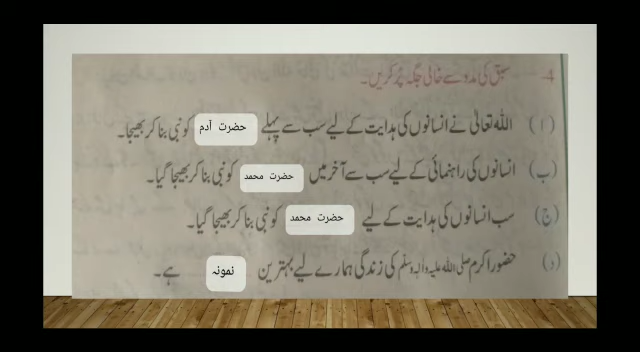 4- سبق کی مدد سے خالی جگہ پُر کریں۔
(ا) اللہ تعالیٰ نے انسانوں کی ہدایت کے لیے سب سے پہلے حضرت آدم کو نبی بنا کر بھیجا۔
(ب) انسانوں کی راہنمائی کے لیے سب سے آخر میں حضرت محمد کو نبی بنا کر بھیجا گیا۔
(ج) سب انسانوں کی ہدایت کے لیے حضرت محمد کو نبی بنا کر بھیجا گیا۔
(د) حضور اکرم صلی اللہ علیہ وآلہ وسلم کی زندگی ہمارے لیے بہترین نمونہ ہے۔